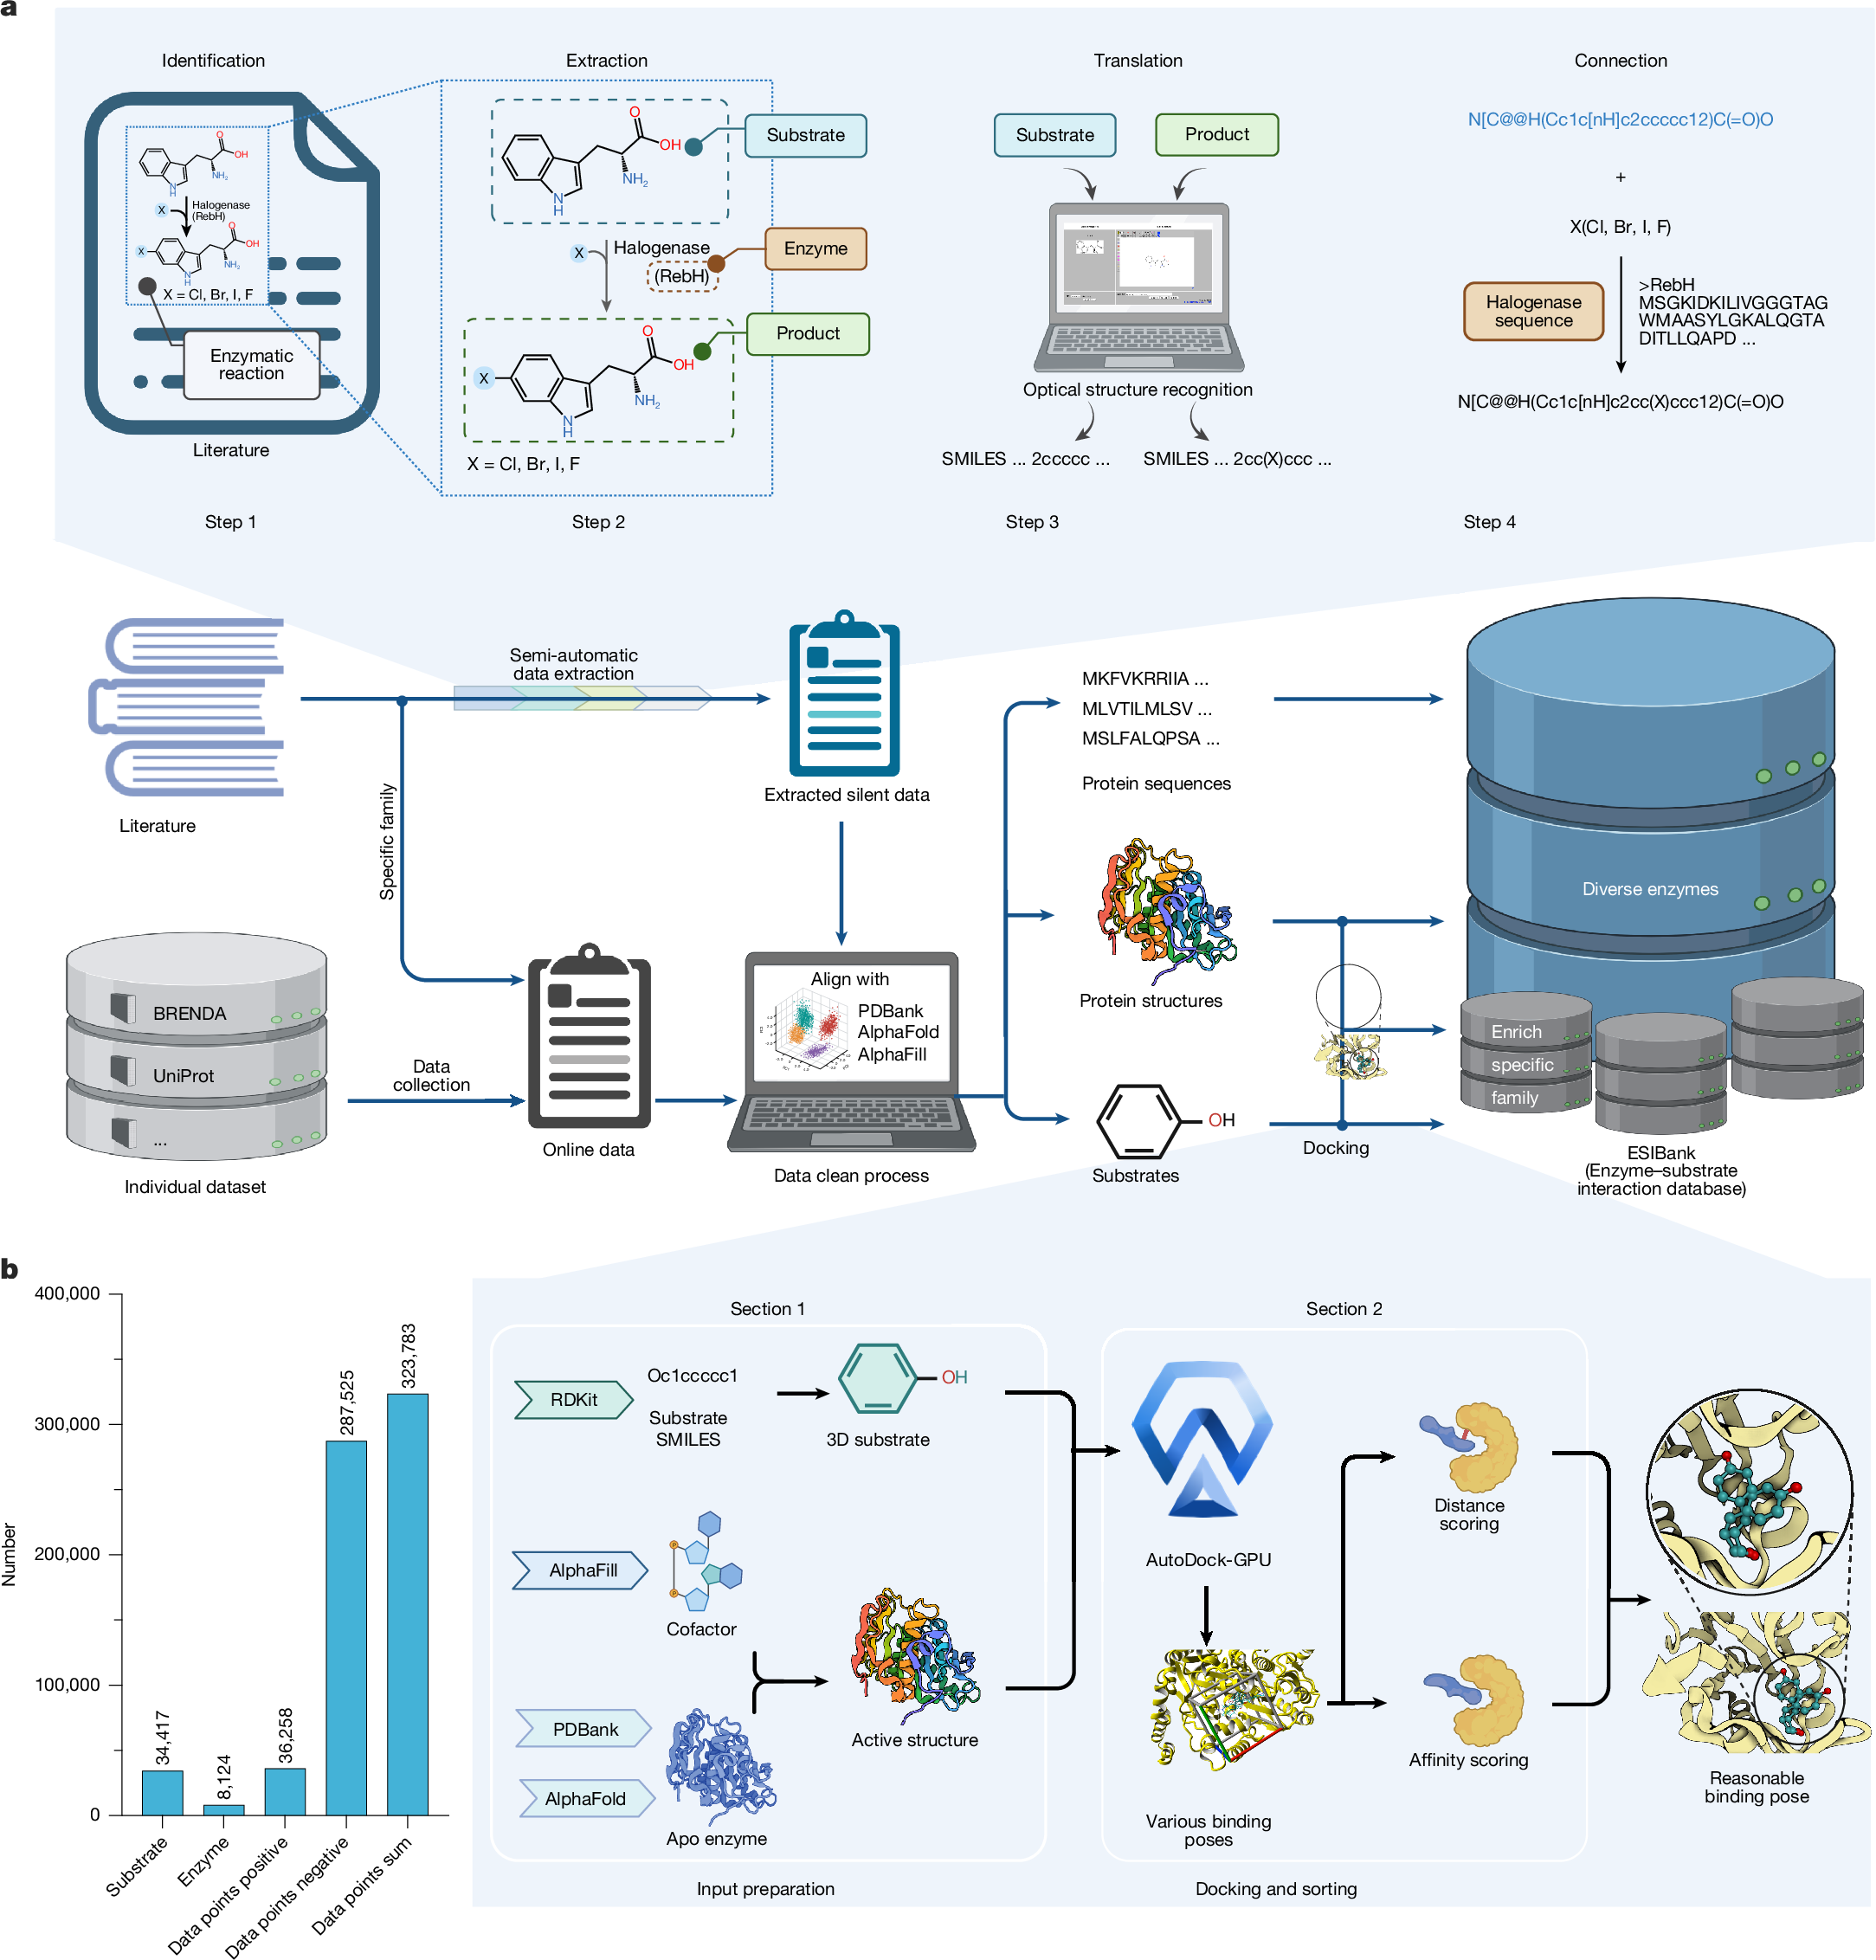 a
Identification
Extraction
Translation
Connection
O
OH
NH2
N
H
X
Halogenase
(RebH)
X
O
OH
NH2
N
H
X = Cl, Br, I, F
Enzymatic
reaction
Literature
O
OH
NH2
N
H
Substrate
X
Halogenase
(RebH)
Enzyme
Product
X
O
OH
NH2
N
H
X = Cl, Br, I, F
Substrate
Product
Optical structure recognition
SMILES ... 2ccccc ...
SMILES ... 2cc(X)ccc ...
N[C@@H(Cc1c[nH]c2ccccc12)C(=O)O
+
X(Cl, Br, I, F)
Halogenase
sequence
>RebH
MSGKIDKILIVGGGTAG
WMAASYLGKALQGTA
DITLLQAPD ...
N[C@@H(Cc1c[nH]c2cc(X)ccc12)C(=O)O
Step 1
Step 2
Step 3
Step 4
Literature
Semi-automatic
data extraction
Specific family
Extracted silent data
BRENDA
UniProt
...
Individual dataset
Data
collection
Online data
Align with
PDBank
AlphaFold
AlphaFill
Data clean process
MKFVKRRIIA ...
MLVTILMLSV ...
MSLFALQPSA ...
Protein sequences
Protein structures
OH
Substrates
Docking
Diverse enzymes
Enrich
specific
family
ESIBank
(Enzyme–substrate
interaction database)
b
Number
400,000
300,000
200,000
100,000
0
34,417
8,124
36,258
287,525
323,783
Substrate
Enzyme
Data points positive
Data points negative
Data points sum
Section 1
RDKit
Oc1ccccc1
Substrate
SMILES
OH
3D substrate
AlphaFill
P
P
Cofactor
PDBank
AlphaFold
Apo enzyme
Active structure
Input preparation
Section 2
AutoDock-GPU
Various binding
poses
Distance
scoring
Affinity scoring
Docking and sorting
Reasonable
binding pose